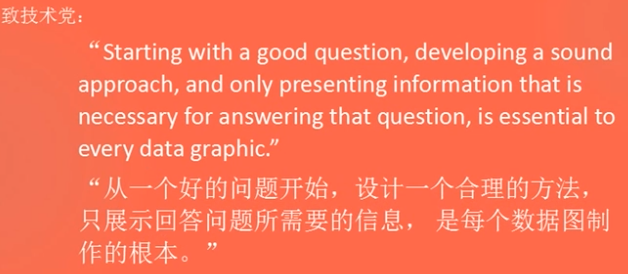 致技术党：
“Starting with a good question, developing a sound
approach, and only presenting information that is
necessary for answering that question, is essential to
every data graphic.”
“从一个好的问题开始，设计一个合理的方法，
只展示回答问题所需要的信息， 是每个数据图制
作的根本。”